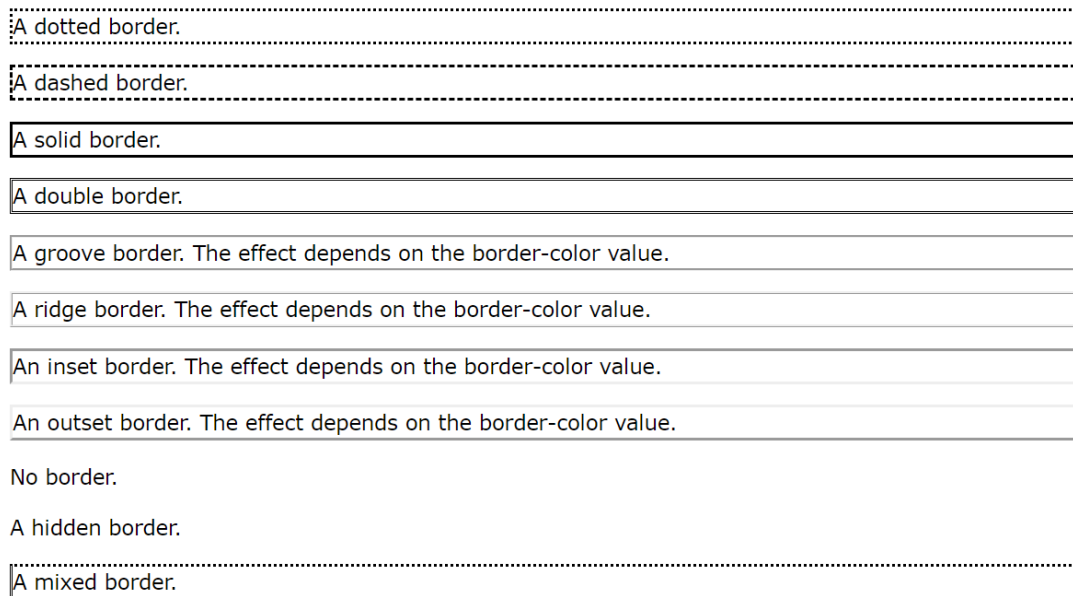 A dotted border.
A dashed border.
A solid border.
A double border.
A groove border. The effect depends on the border-color value.
A ridge border. The effect depends on the border-color value.
An inset border. The effect depends on the border-color value.
An outset border. The effect depends on the border-color value.
No border.
A hidden border.
A mixed border.